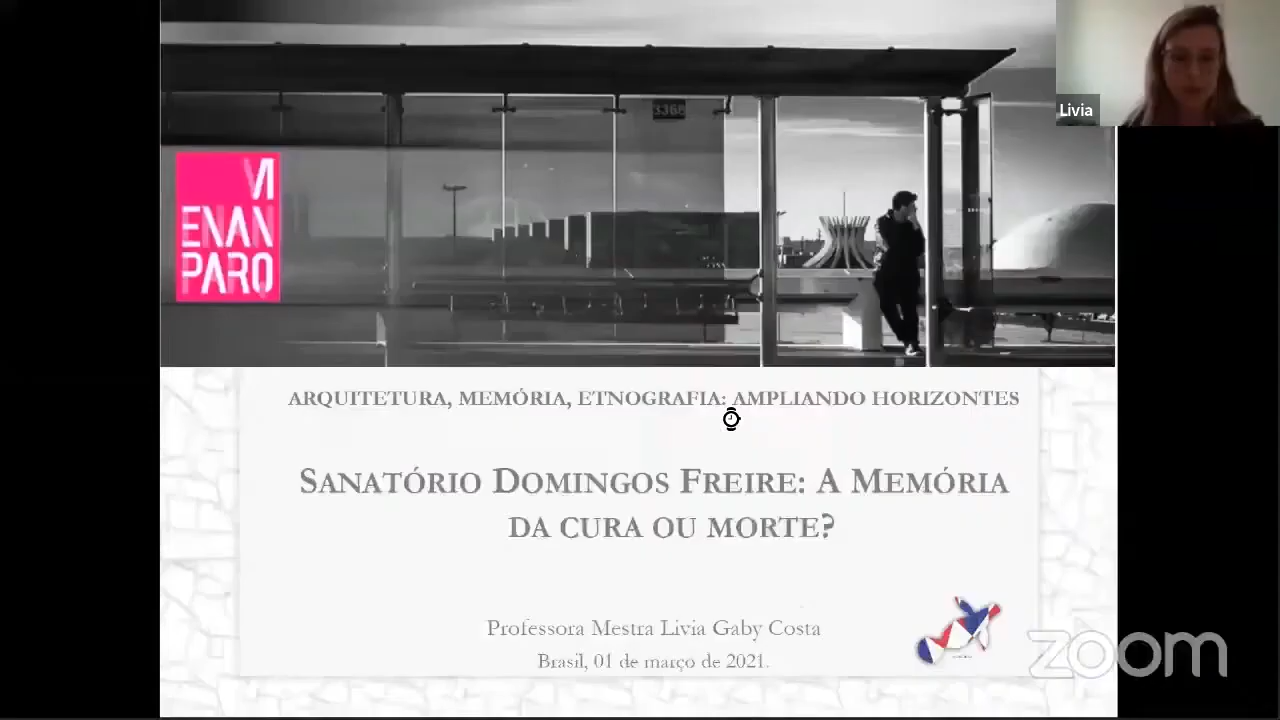 Livia
3368
VI
ENAN
PARQ
ARQUITETURA, MEMÓRIA, ETNOGRAFIA: AMPLIANDO HORIZONTES
SANATÓRIO DOMINGOS FREIRE: A MEMÓRIA
DA CURA OU MORTE?
Professora Mestra Livia Gaby Costa
Brasil, 01 de março de 2021.
zoom